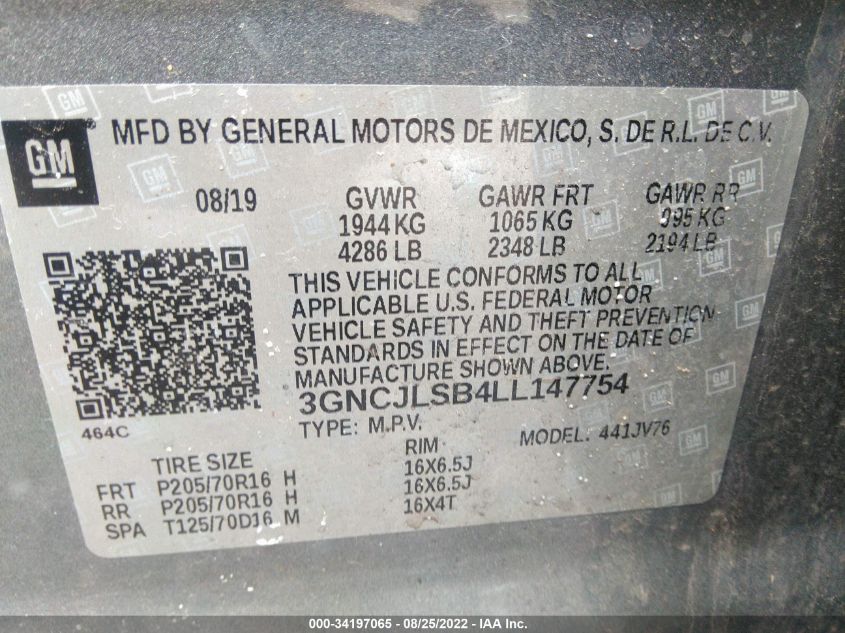 GM
MFD BY GENERAL MOTORS DE MEXICO, S. DE R.L. DE C.V.
08/19 GVWR GAWR FRT GAWR RR
1944 KG 1065 KG 995 KG
4286 LB 2348 LB 2194 LB
THIS VEHICLE CONFORMS TO ALL
APPLICABLE U.S. FEDERAL MOTOR
VEHICLE SAFETY AND THEFT PREVENTION
STANDARDS IN EFFECT ON THE DATE OF
MANUFACTURE SHOWN ABOVE.
3GNCJLSB4LL147754
464C
TYPE: M.P.V. MODEL: 441JV76
TIRE SIZE RIM
FRT P205/70R16 H 16X6.5J
RR P205/70R16 H 16X6.5J
SPA T125/70D16 M 16X4T
000-34197065 - 08/25/2022 - IAA Inc.